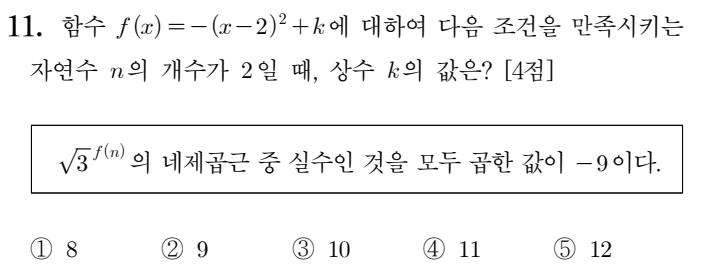 11. 함수 f(x)=−(x−2)²+k에 대하여 다음 조건을 만족시키는
자연수 n의 개수가 2일 때, 상수 k의 값은? [4점]
√3^f(n)의 네제곱근 중 실수인 것을 모두 곱한 값이 −9이다.
① 8 ② 9 ③ 10 ④ 11 ⑤ 12